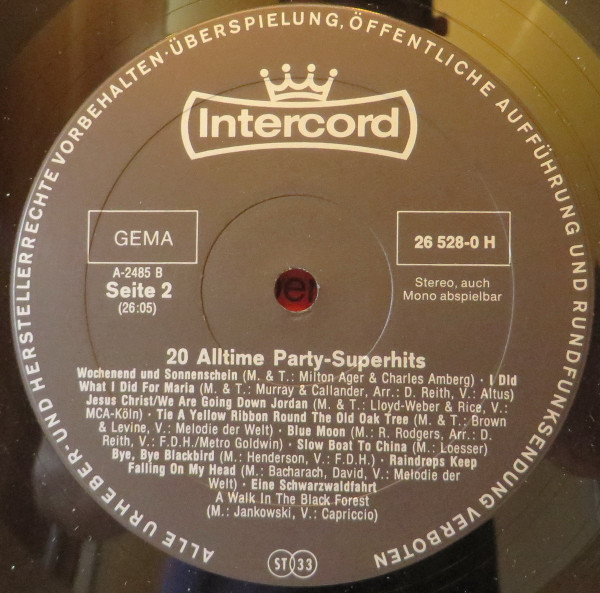 ALLE URHEBER- UND HERSTELLERRECHTE VORBEHALTEN · ÜBERSPIELUNG, ÖFFENTLICHE AUFFÜHRUNG UND RUNDFUNKSENDUNG VERBOTEN
Intercord
GEMA
26 528-0 H
A-2485 B
Seite 2
(26:05)
Stereo, auch
Mono abspielbar
20 Alltime Party-Superhits
Wochenend und Sonnenschein (M. & T.: Milton Ager & Charles Amberg) · I Did
What I Did For Maria (M. & T.: Murray & Callander, Arr.: D. Reith, V.: Altus)
Jesus Christ/We Are Going Down Jordan (M. & T.: Lloyd-Weber & Rice, V.:
MCA-Köln) · Tie A Yellow Ribbon Round The Old Oak Tree (M. & T.: Brown
& Levine, V.: Melodie der Welt) · Blue Moon (M.: R. Rodgers, Arr.: D.
Reith, V.: F.D.H./Metro Goldwin) · Slow Boat To China (M.: Loesser)
Bye, Bye Blackbird (M.: Henderson, V.: F.D.H.) · Raindrops Keep
Falling On My Head (M.: Bacharach, David, V.: Melodie der
Welt) · Eine Schwarzwaldfahrt
A Walk In The Black Forest
(M.: Jankowski, V.: Capriccio)
ST 33